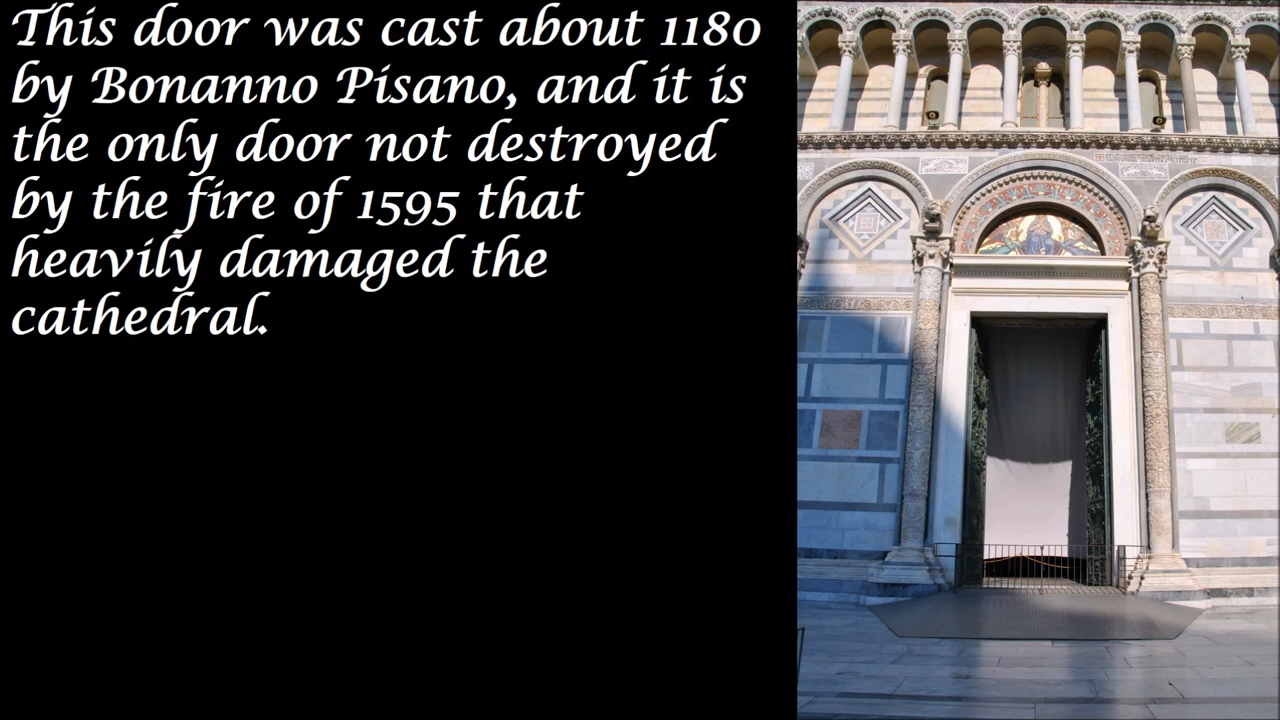 This door was cast about 1180
by Bonanno Pisano, and it is
the only door not destroyed
by the fire of 1595 that
heavily damaged the
cathedral.